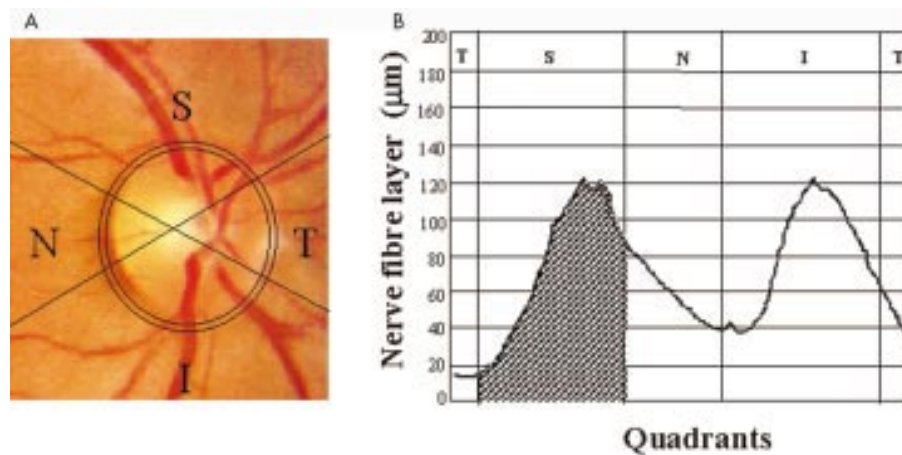 A
S
N
T
I
B
Nerve fibre layer (μm)
200
180
160
140
120
100
80
60
40
20
0
T
S
N
I
T
Quadrants